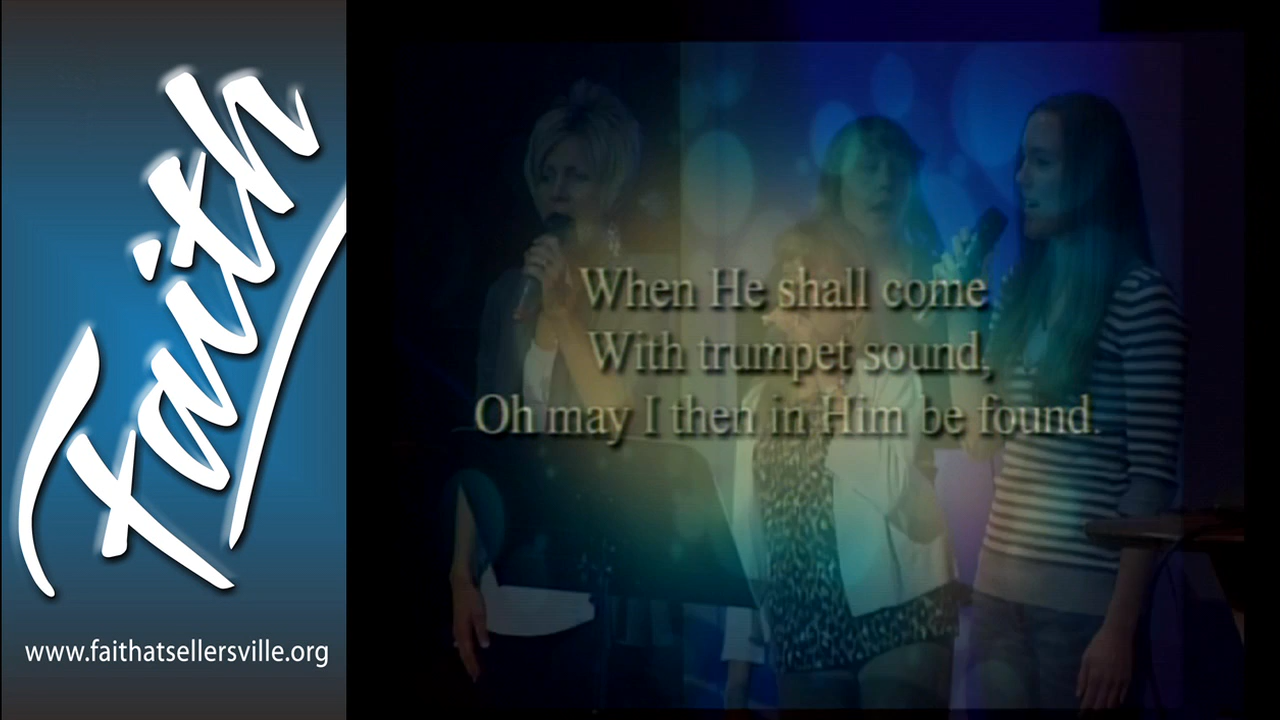 Faith
www.faithatsellersville.org
When He shall come
With trumpet sound,
Oh may I then in Him be found.